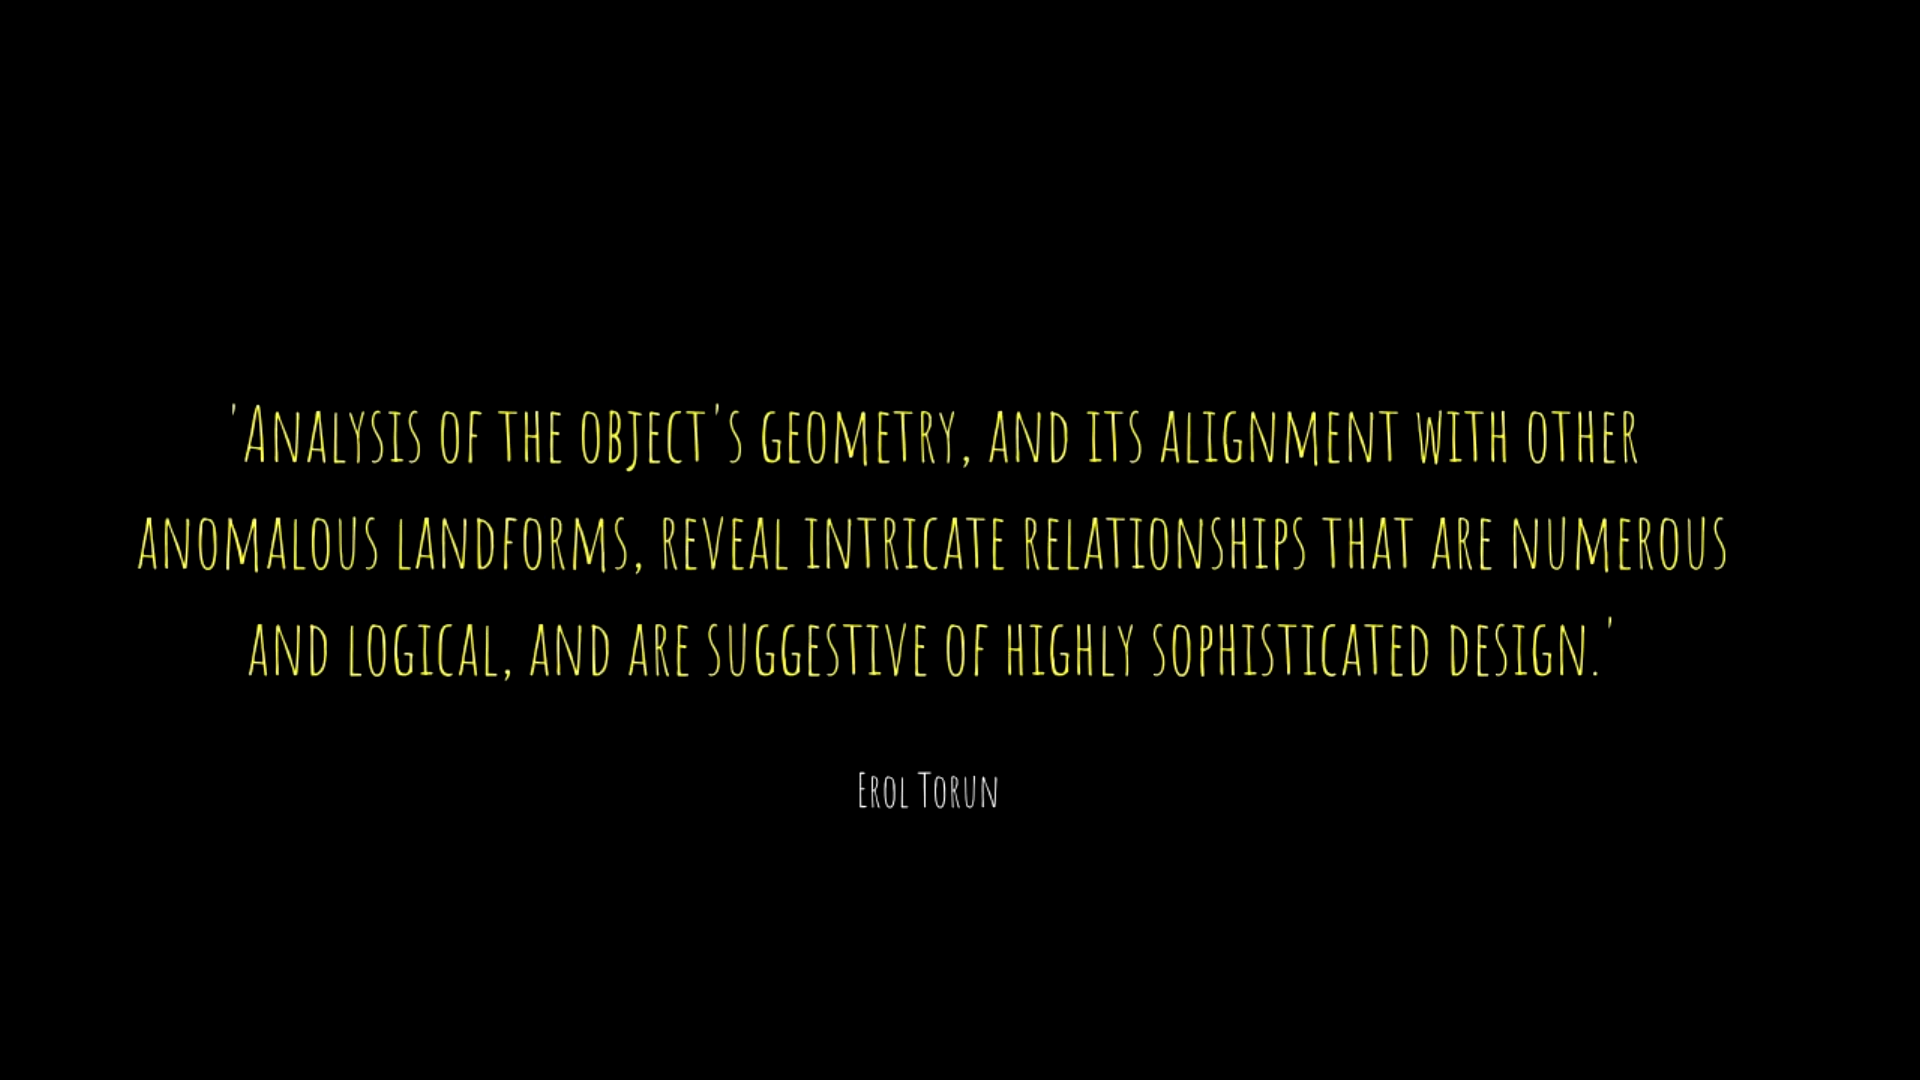 'Analysis of the object's geometry, and its alignment with other
anomalous landforms, reveal intricate relationships that are numerous
and logical, and are suggestive of highly sophisticated design.'
Erol Torun